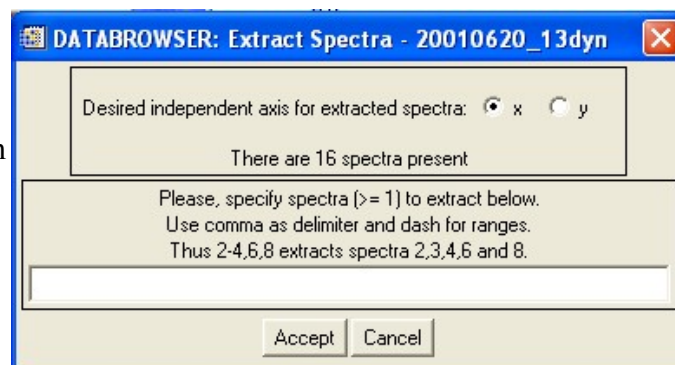 DATABROWSER: Extract Spectra - 20010620_13dyn
Desired independent axis for extracted spectra: x y
There are 16 spectra present
Please, specify spectra (>= 1) to extract below.
Use comma as delimiter and dash for ranges.
Thus 2-4,6,8 extracts spectra 2,3,4,6 and 8.
Accept Cancel